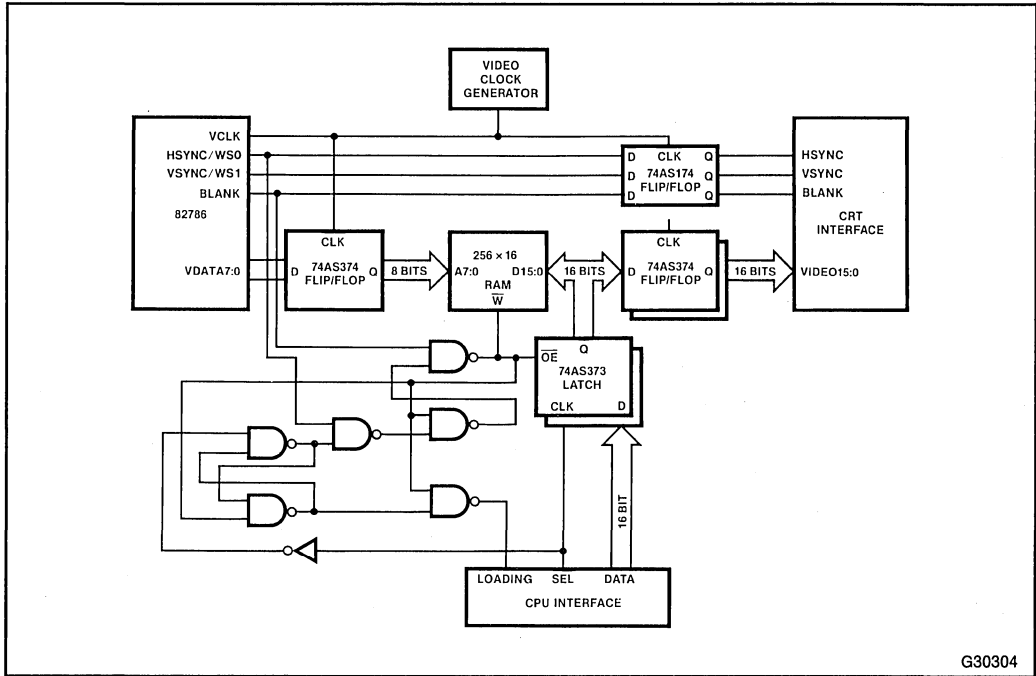 VIDEO
CLOCK
GENERATOR
VCLK
HSYNC/WS0
VSYNC/WS1
BLANK
82786
VDATA7:0
D CLK Q
D 74AS174 Q
FLIP/FLOP
D Q
HSYNC
VSYNC
BLANK
CRT
INTERFACE
VIDEO15:0
CLK
D 74AS374 Q
FLIP/FLOP
8 BITS
256 × 16
A7:0 D15:0
RAM
W
16 BITS
CLK
D 74AS374 Q
FLIP/FLOP
16 BITS
OE
Q
74AS373
LATCH
CLK D
16 BIT
LOADING SEL DATA
CPU INTERFACE
G30304